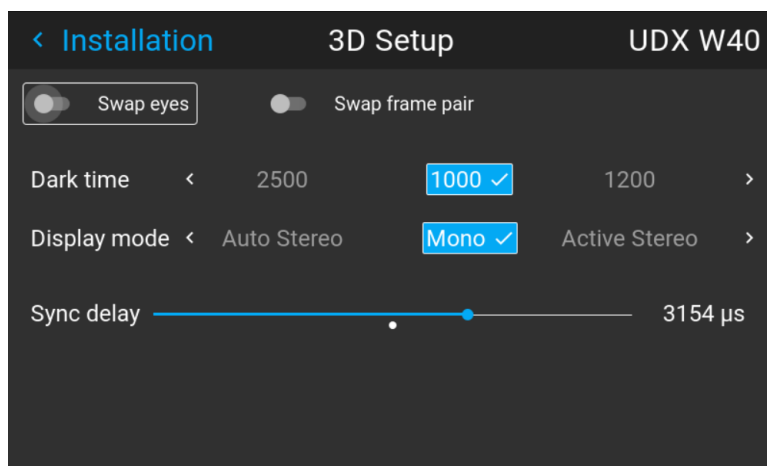 Installation 3D Setup UDX W40
Swap eyes Swap frame pair
Dark time 2500 1000 1200
Display mode Auto Stereo Mono Active Stereo
Sync delay 3154 µs